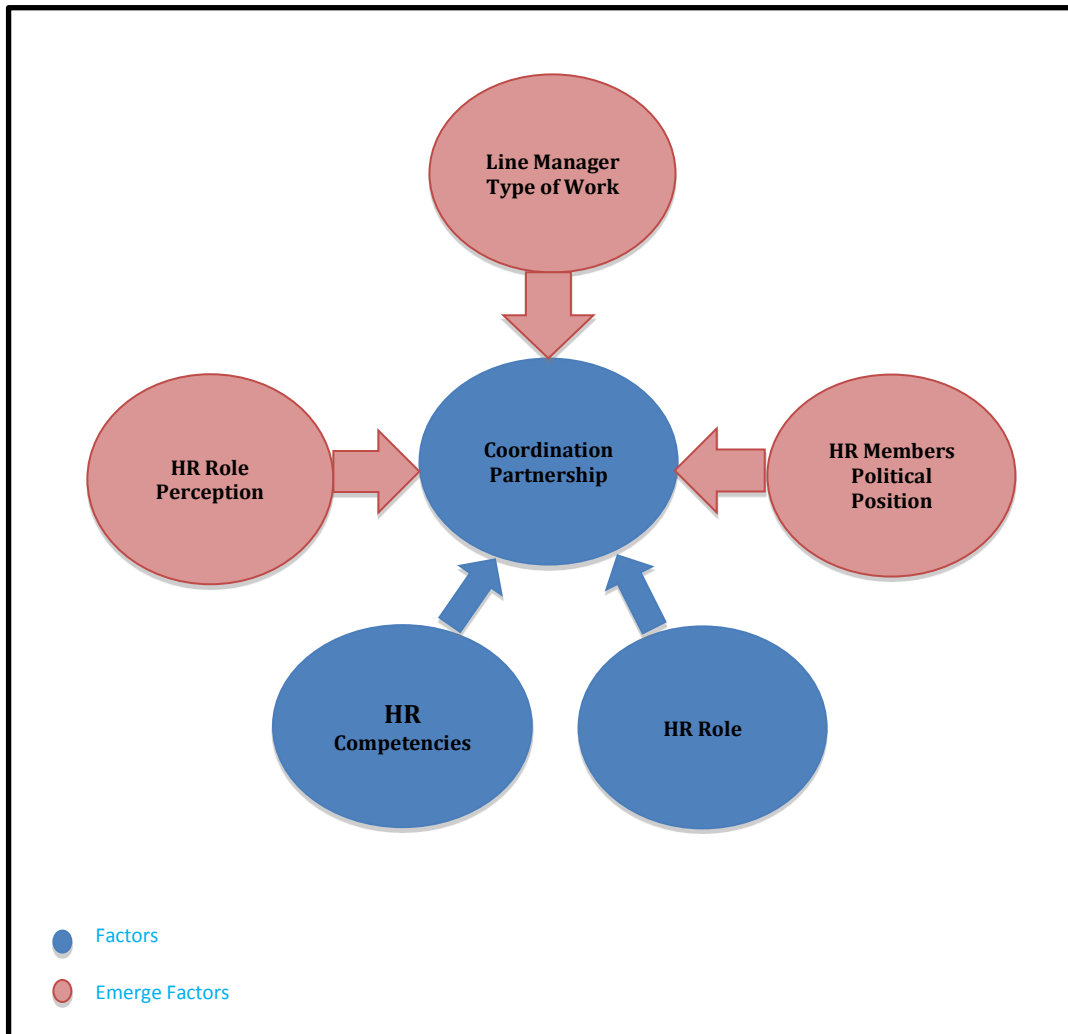 Line Manager
Type of Work
HR Role
Perception
Coordination
Partnership
HR Members
Political
Position
HR
Competencies
HR Role
Factors
Emerge Factors